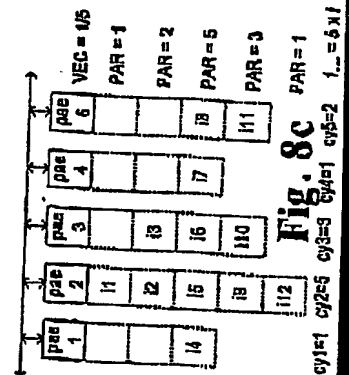 pae pae pae pae pae
1 2 3 4 6 VEC = 1/5
i1 PAR = 1
i2 i3 PAR = 2
i4 i5 i6 i7 i8 PAR = 5
i9 i10 i11 PAR = 3
i12 PAR = 1
Fig. 8c
cy1=1 cy2=5 cy3=3 cy4=1 cy5=2